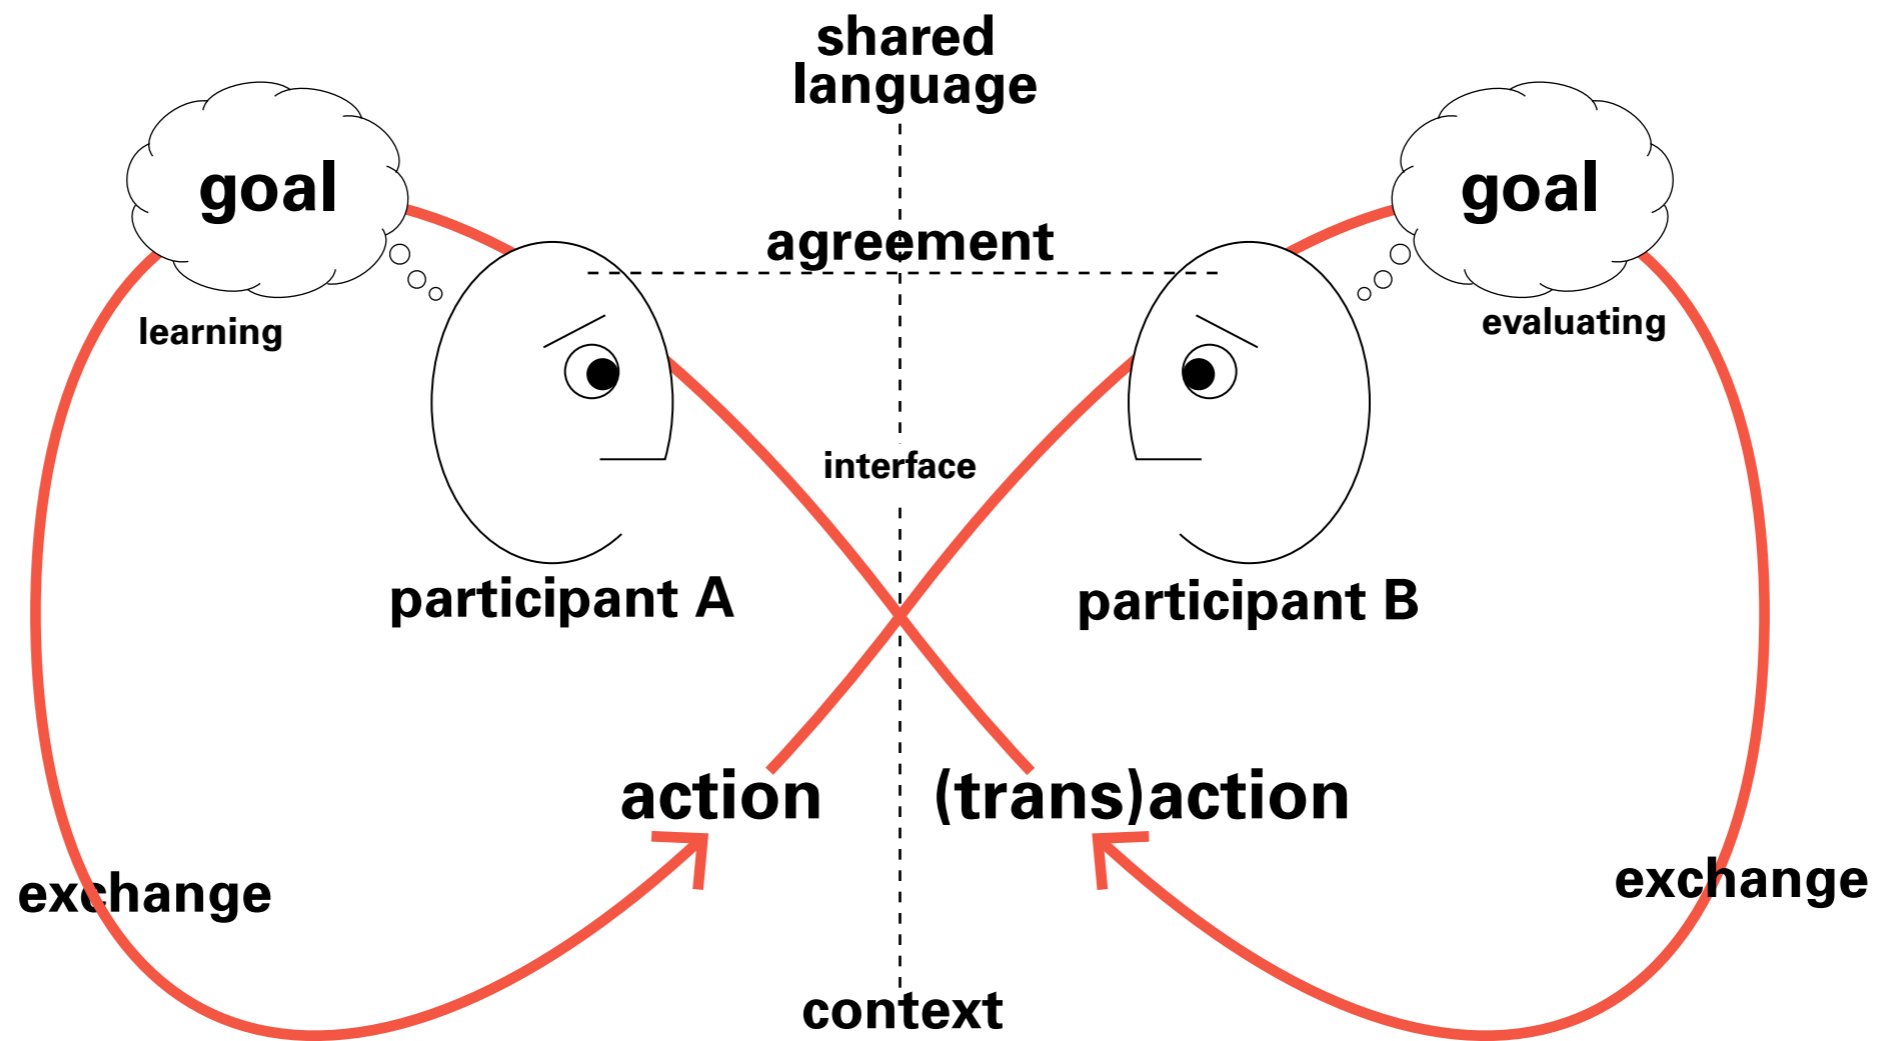 shared
language
goal
goal
agreement
learning
evaluating
interface
participant A
participant B
action
(trans)action
exchange
exchange
context